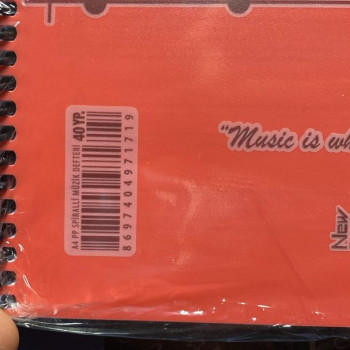 A4 PP SPİRALLİ MÜZİK DEFTERİ 40 YP.
8697404971719
"Music is wh
New